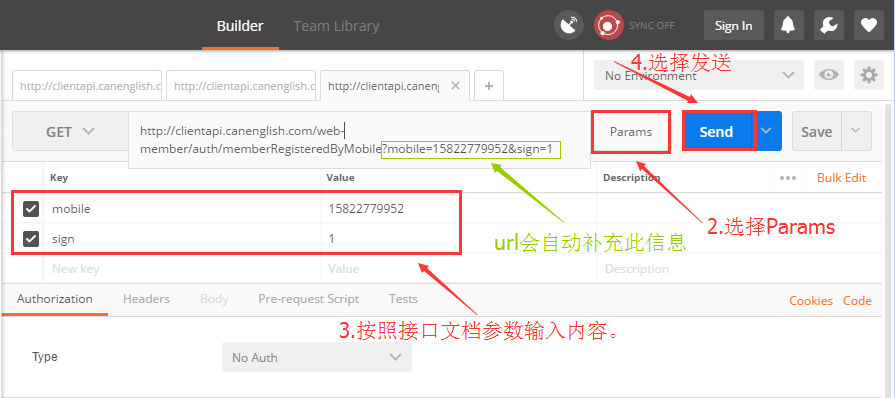 Builder
Team Library
SYNC OFF
Sign In
http://clientapi.canenglish.c
http://clientapi.canenglish.c
http://clientapi.caneng
No Environment
4.选择发送
GET
http://clientapi.canenglish.com/web-
member/auth/memberRegisteredByMobile?mobile=15822779952&sign=1
Params
Send
Save
Key
Value
Description
Bulk Edit
mobile
15822779952
sign
1
2.选择Params
url会自动补充此信息
New key
Value
Description
Authorization
Headers
Body
Pre-request Script
Tests
Cookies
Code
3.按照接口文档参数输入内容。
Type
No Auth